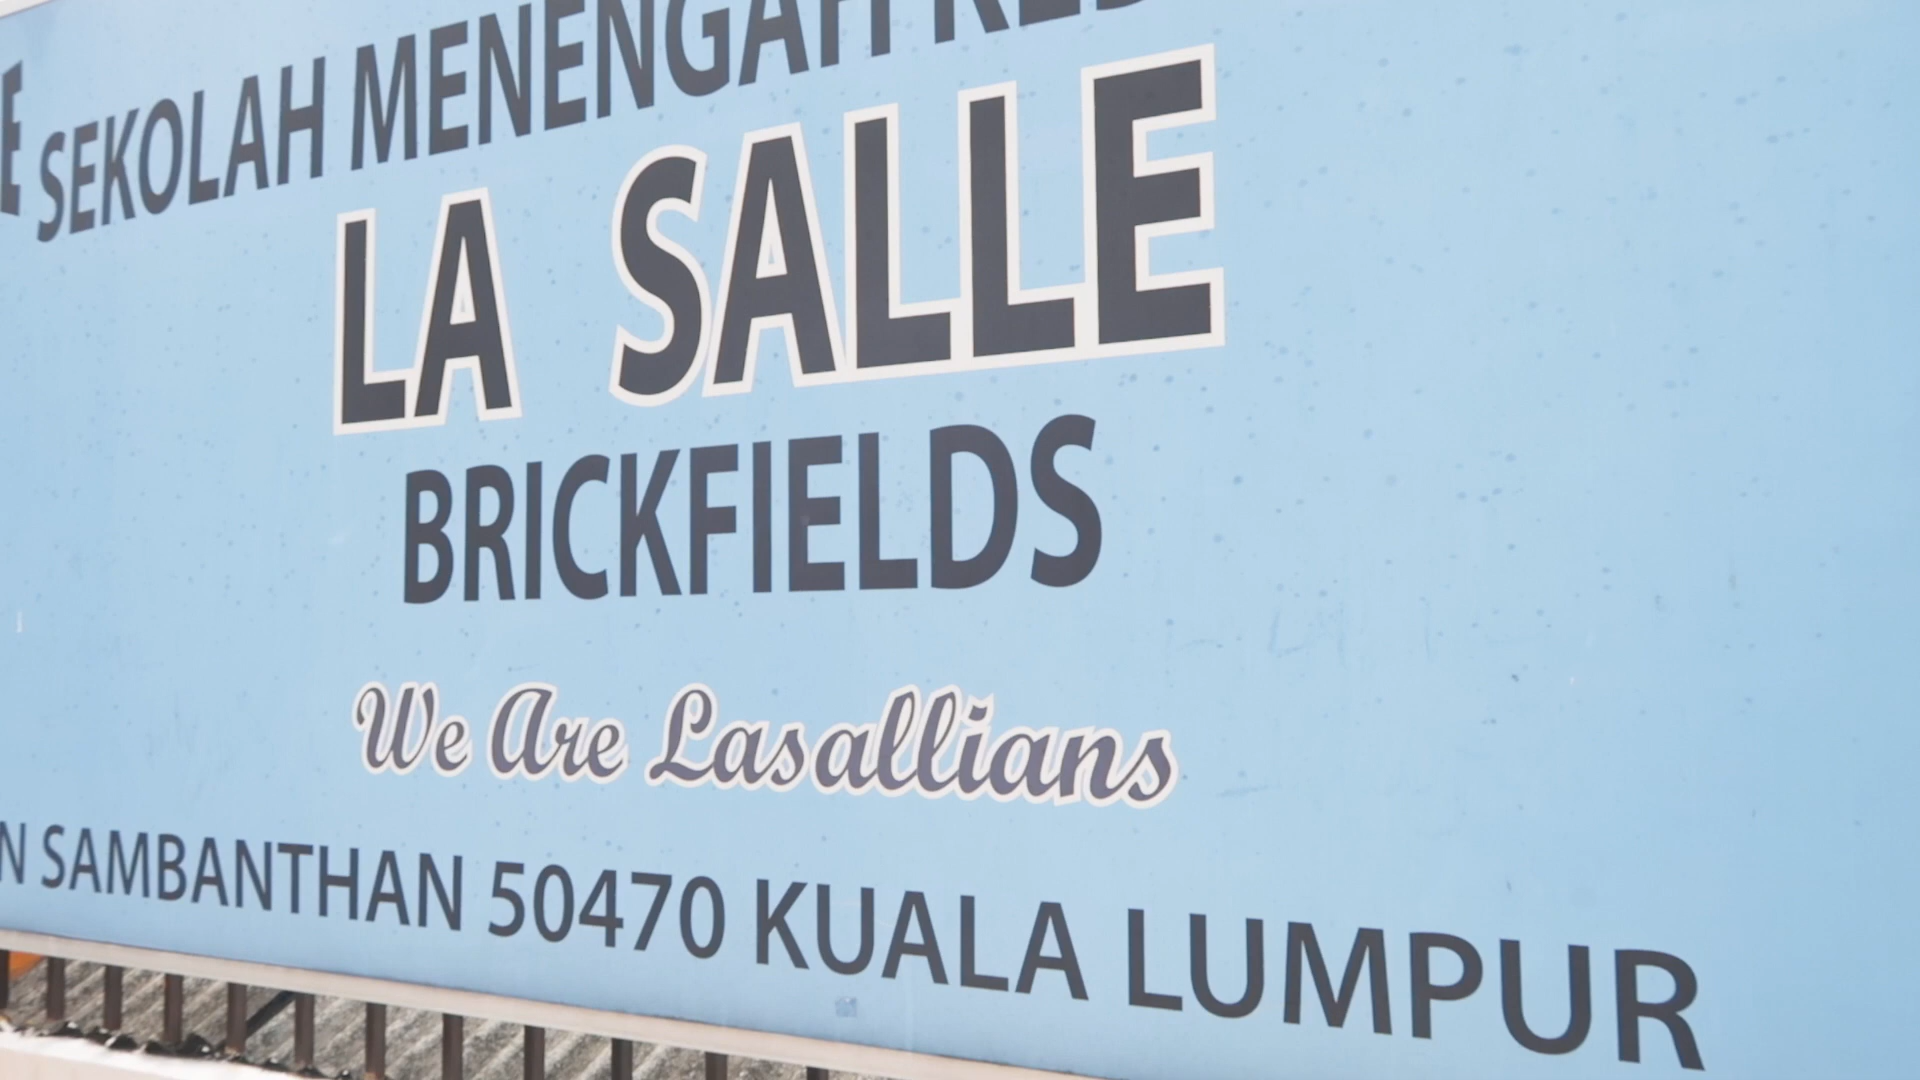 SEKOLAH MENENGAH
LA SALLE
BRICKFIELDS
We Are Lasallians
SAMBANTHAN 50470 KUALA LUMPUR